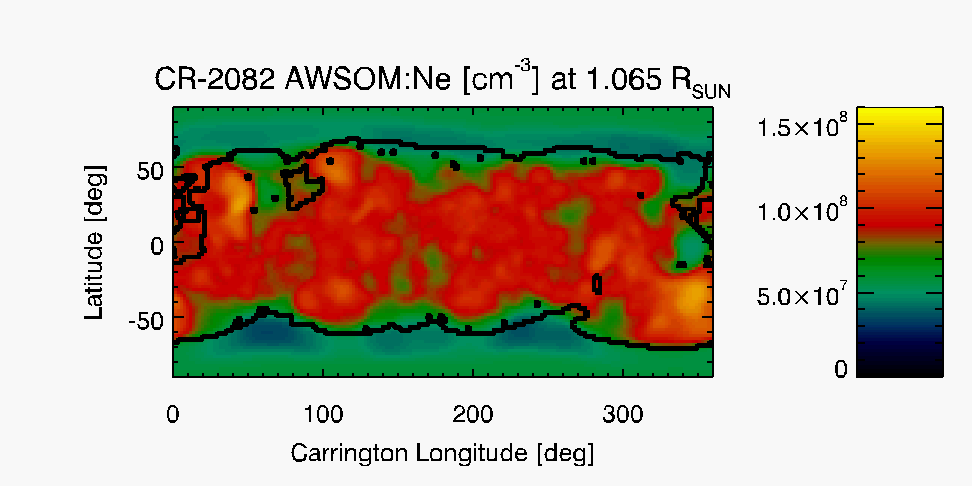 CR-2082 AWSOM:Ne [cm⁻³] at 1.065 R_SUN
Latitude [deg]
50
0
-50
0 100 200 300
Carrington Longitude [deg]
1.5×10⁸
1.0×10⁸
5.0×10⁷
0